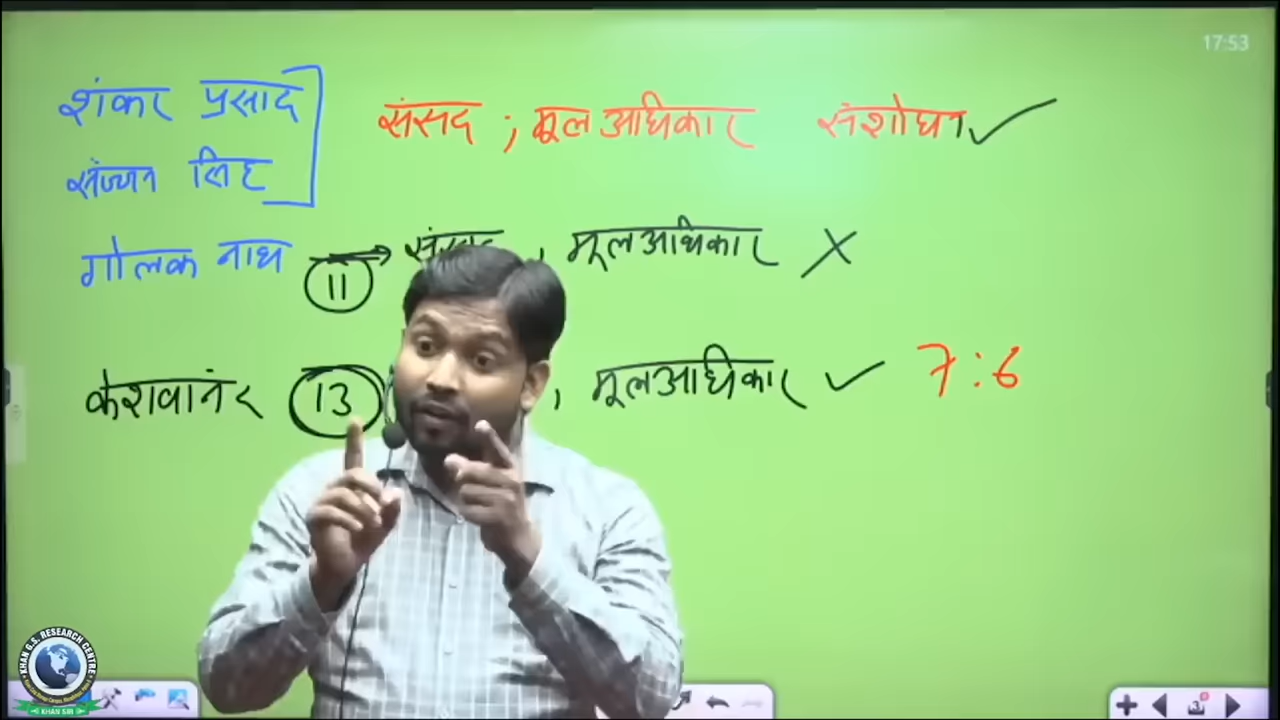 17:53
शंकर प्रसाद
संसद ; मूल अधिकार संशोधन ✓
सज्जन सिंह
गोलक नाथ 11 → , मूल अधिकार X
केशवानंद 13 , मूल अधिकार ✓ 7:6
KHAN G.S. RESEARCH CENTRE
KHAN SIR